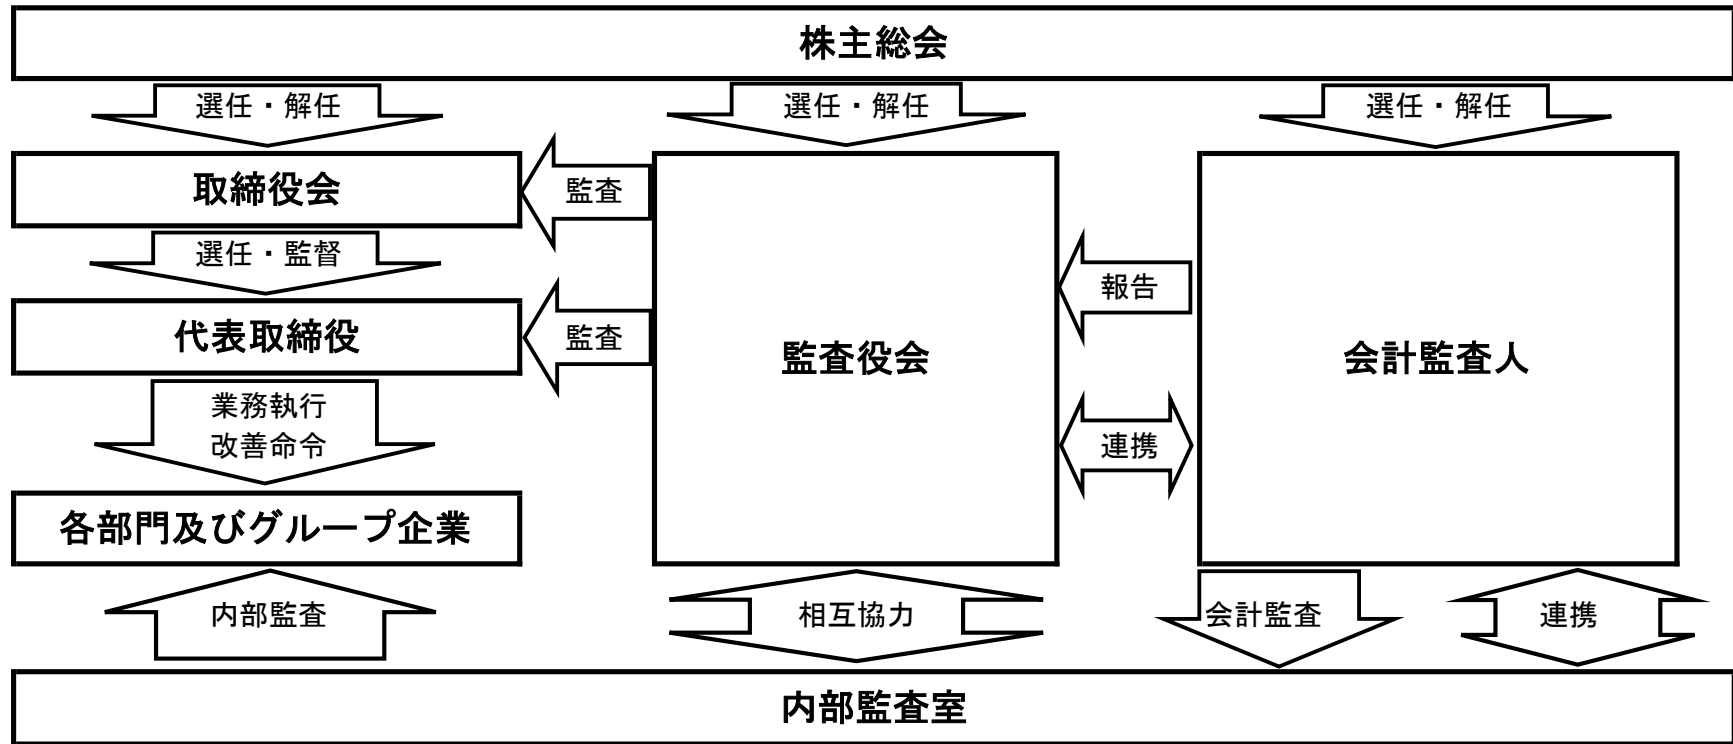 株主総会
選任・解任
選任・解任
選任・解任
取締役会
監査
選任・監督
報告
代表取締役
監査
監査役会
会計監査人
業務執行
改善命令
連携
各部門及びグループ企業
内部監査
相互協力
会計監査
連携
内部監査室